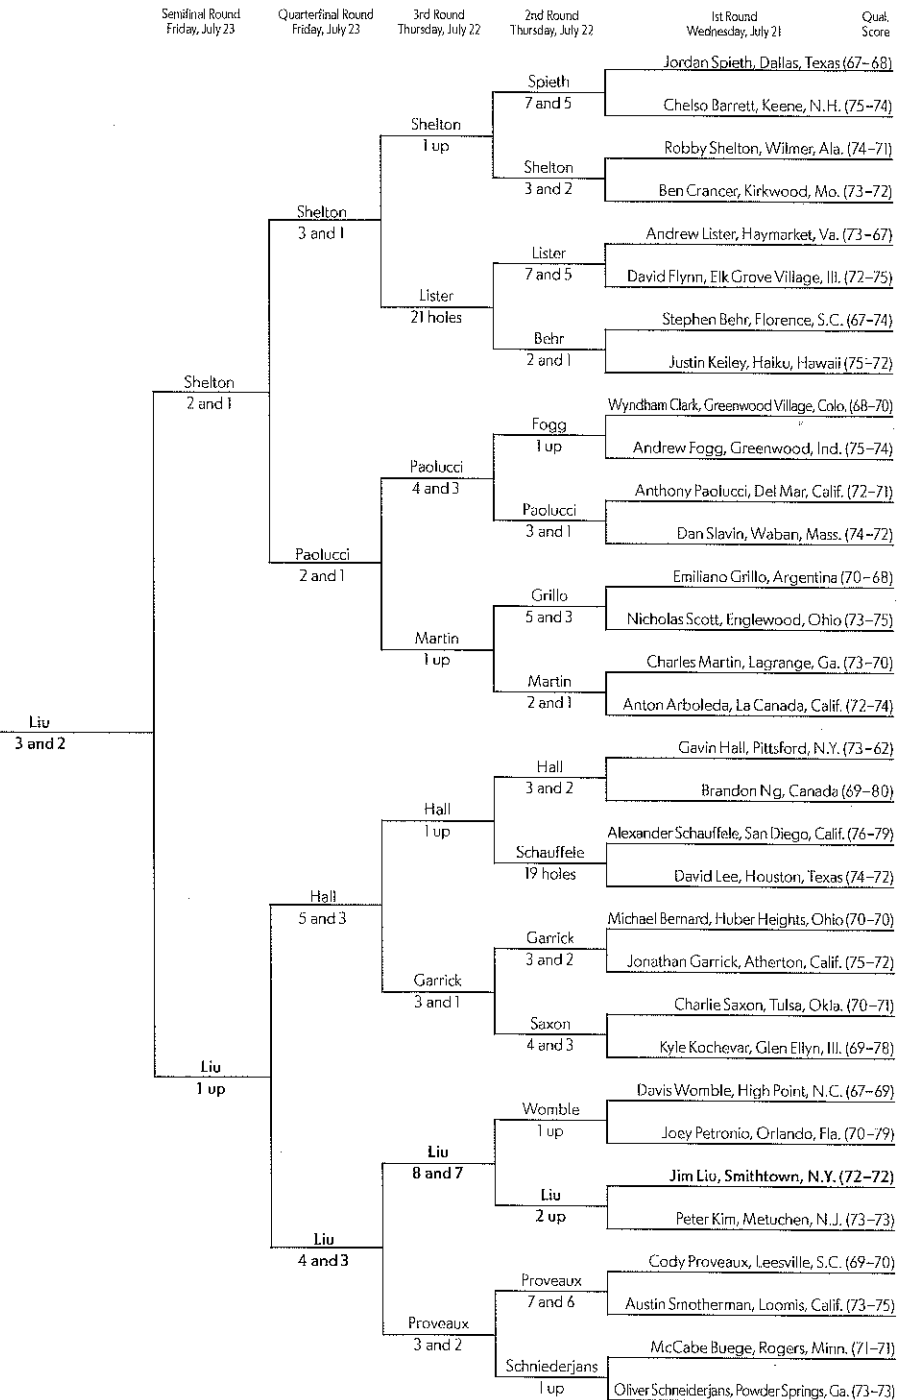 Semifinal Round
Friday, July 23
Quarterfinal Round
Friday, July 23
3rd Round
Thursday, July 22
2nd Round
Thursday, July 22
1st Round
Wednesday, July 21
Qual.
Score
Jordan Spieth, Dallas, Texas (67–68)
Spieth
7 and 5
Chelso Barrett, Keene, N.H. (75–74)
Shelton
1 up
Robby Shelton, Wilmer, Ala. (74–71)
Shelton
3 and 2
Ben Crancer, Kirkwood, Mo. (73–72)
Shelton
3 and 1
Andrew Lister, Haymarket, Va. (73–67)
Lister
7 and 5
David Flynn, Elk Grove Village, Ill. (72–75)
Lister
21 holes
Stephen Behr, Florence, S.C. (67–74)
Behr
2 and 1
Justin Keiley, Haiku, Hawaii (75–72)
Shelton
2 and 1
Wyndham Clark, Greenwood Village, Colo. (68–70)
Fogg
1 up
Andrew Fogg, Greenwood, Ind. (75–74)
Paolucci
4 and 3
Anthony Paolucci, Del Mar, Calif. (72–71)
Paolucci
3 and 1
Dan Slavin, Waban, Mass. (74–72)
Paolucci
2 and 1
Emiliano Grillo, Argentina (70–68)
Grillo
5 and 3
Nicholas Scott, Englewood, Ohio (73–75)
Martin
1 up
Charles Martin, Lagrange, Ga. (73–70)
Martin
2 and 1
Anton Arboleda, La Canada, Calif. (72–74)
Liu
3 and 2
Gavin Hall, Pittsford, N.Y. (73–62)
Hall
3 and 2
Brandon Ng, Canada (69–80)
Hall
1 up
Alexander Schauffele, San Diego, Calif. (76–79)
Schauffele
19 holes
David Lee, Houston, Texas (74–72)
Hall
5 and 3
Michael Bernard, Huber Heights, Ohio (70–70)
Garrick
3 and 2
Jonathan Garrick, Atherton, Calif. (75–72)
Garrick
3 and 1
Charlie Saxon, Tulsa, Okla. (70–71)
Saxon
4 and 3
Kyle Kochevar, Glen Ellyn, Ill. (69–78)
Liu
1 up
Davis Womble, High Point, N.C. (67–69)
Womble
1 up
Joey Petronio, Orlando, Fla. (70–79)
Liu
8 and 7
Jim Liu, Smithtown, N.Y. (72–72)
Liu
2 up
Peter Kim, Metuchen, N.J. (73–73)
Liu
4 and 3
Cody Proveaux, Leesville, S.C. (69–70)
Proveaux
7 and 6
Austin Smotherman, Loomis, Calif. (73–75)
Proveaux
3 and 2
McCabe Buege, Rogers, Minn. (71–71)
Schniederjans
1 up
Oliver Schneiderjans, Powder Springs, Ga. (73–73)